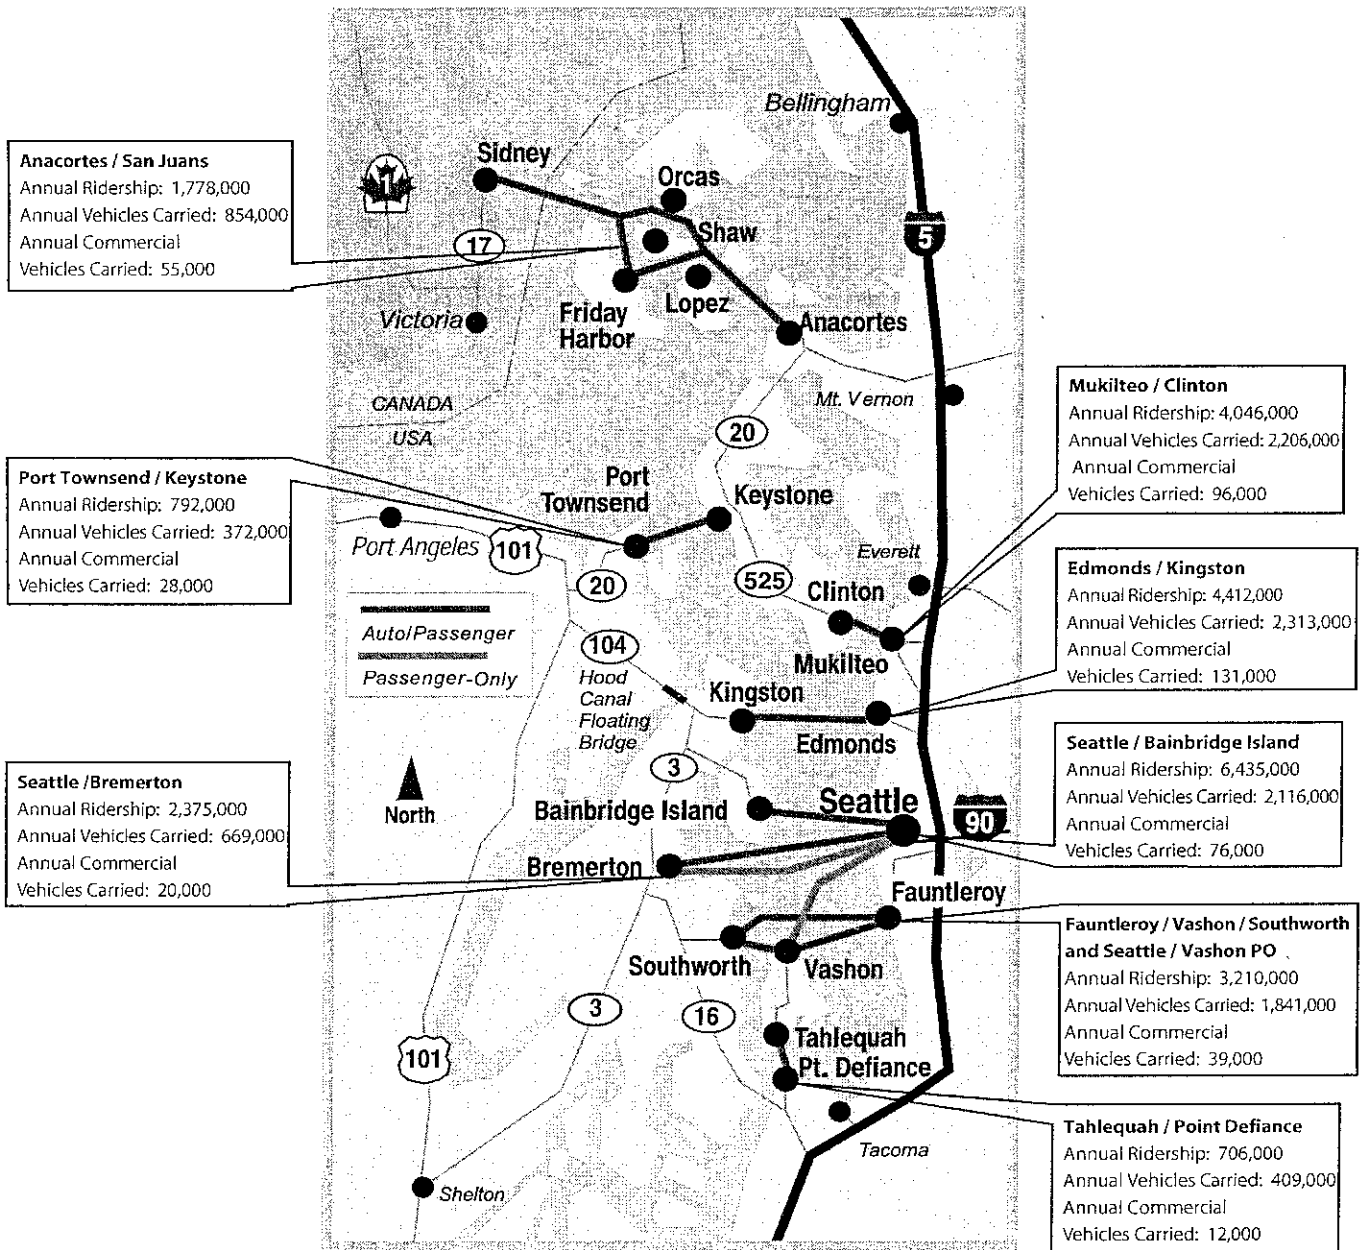 Bellingham
Anacortes / San Juans
Annual Ridership: 1,778,000
Annual Vehicles Carried: 854,000
Annual Commercial
Vehicles Carried: 55,000
1
Sidney
Orcas
17
Shaw
5
Friday
Harbor
Lopez
Victoria
Anacortes
CANADA
USA
Mt. Vernon
20
Mukilteo / Clinton
Annual Ridership: 4,046,000
Annual Vehicles Carried: 2,206,000
Annual Commercial
Vehicles Carried: 96,000
Port Townsend / Keystone
Annual Ridership: 792,000
Annual Vehicles Carried: 372,000
Annual Commercial
Vehicles Carried: 28,000
Port
Townsend
Keystone
Port Angeles
101
20
525
Everett
Clinton
Mukilteo
Auto/Passenger
Passenger-Only
104
Hood
Canal
Floating
Bridge
Kingston
Edmonds
Edmonds / Kingston
Annual Ridership: 4,412,000
Annual Vehicles Carried: 2,313,000
Annual Commercial
Vehicles Carried: 131,000
3
North
Bainbridge Island
Seattle
90
Seattle / Bainbridge Island
Annual Ridership: 6,435,000
Annual Vehicles Carried: 2,116,000
Annual Commercial
Vehicles Carried: 76,000
Seattle /Bremerton
Annual Ridership: 2,375,000
Annual Vehicles Carried: 669,000
Annual Commercial
Vehicles Carried: 20,000
Bremerton
Fauntleroy
Southworth
Vashon
Fauntleroy / Vashon / Southworth
and Seattle / Vashon PO
Annual Ridership: 3,210,000
Annual Vehicles Carried: 1,841,000
Annual Commercial
Vehicles Carried: 39,000
3
16
101
Tahlequah
Pt. Defiance
Tacoma
Shelton
Tahlequah / Point Defiance
Annual Ridership: 706,000
Annual Vehicles Carried: 409,000
Annual Commercial
Vehicles Carried: 12,000